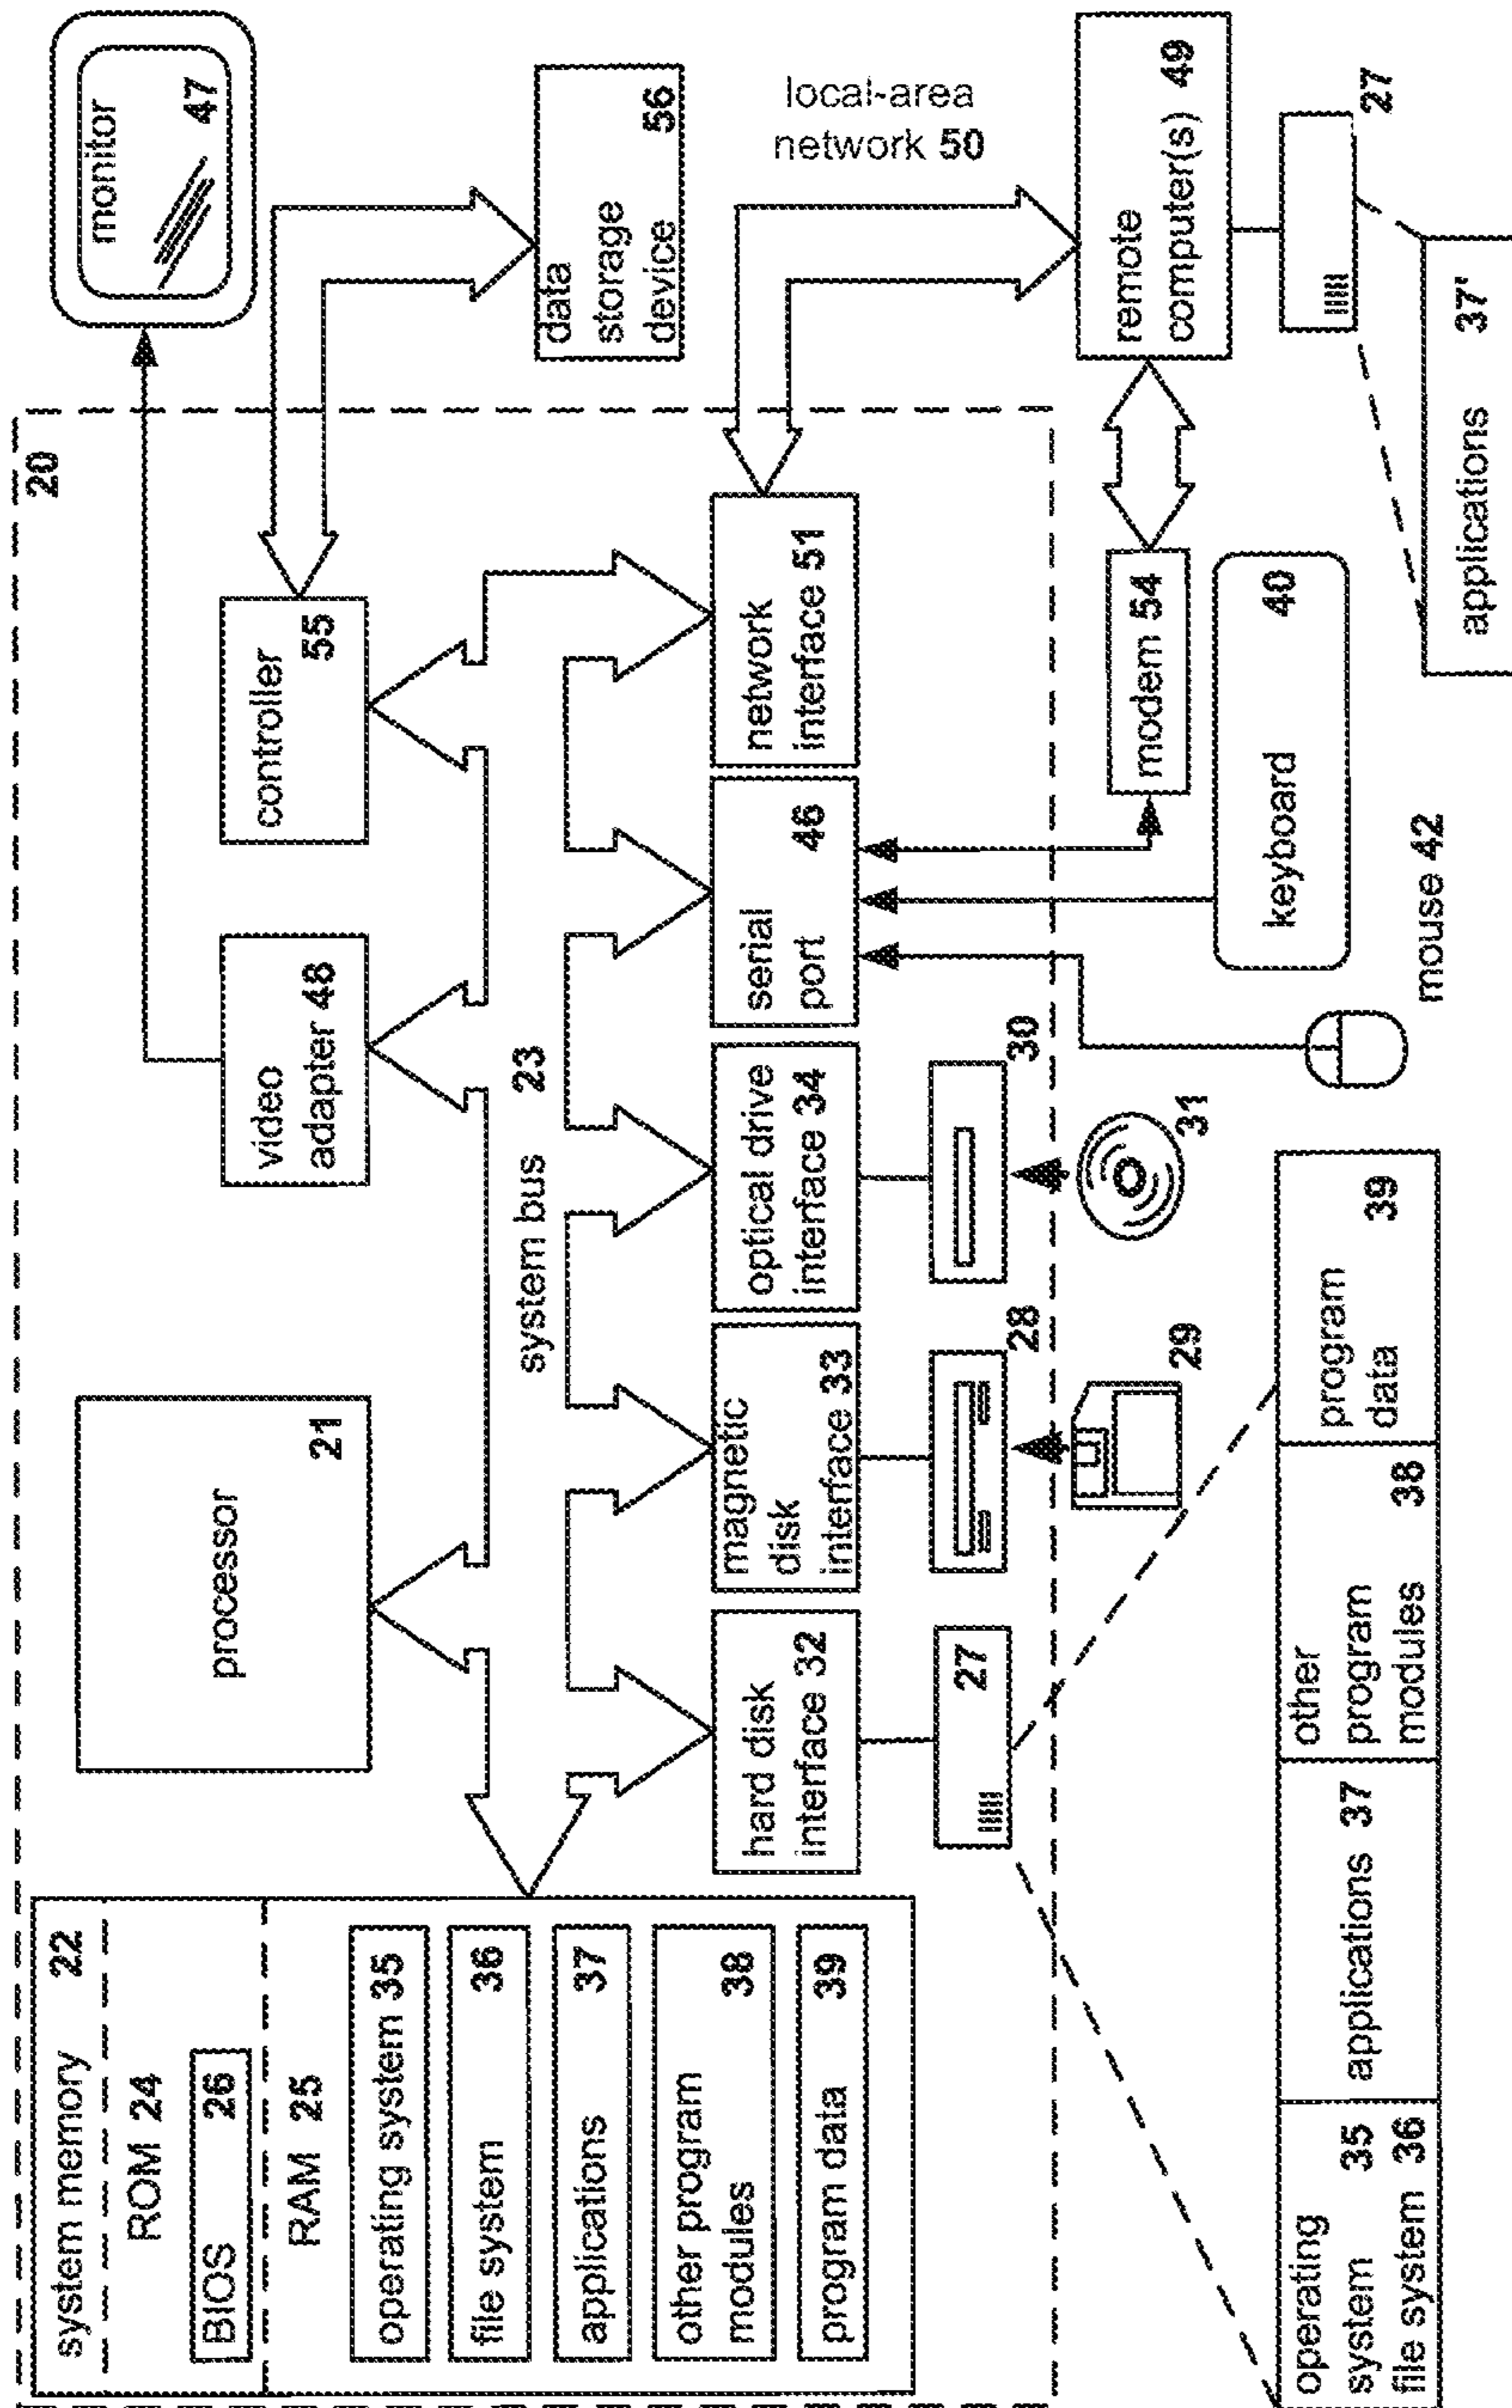 20
system memory 22
ROM 24
BIOS 26
RAM 25
operating system 35
file system 36
applications 37
other program
modules 38
program data 39
processor
21
video
adapter 48
controller
55
monitor
47
system bus 23
data
storage
device 56
local-area
network 50
hard disk
interface 32
magnetic
disk
interface 33
optical drive
interface 34
serial
port 46
network
interface 51
27
28
30
29
31
modem 54
remote
computer(s) 49
27
keyboard 40
mouse 42
operating
system 35
file system 36
applications 37
other
program
modules 38
program
data 39
applications 37'